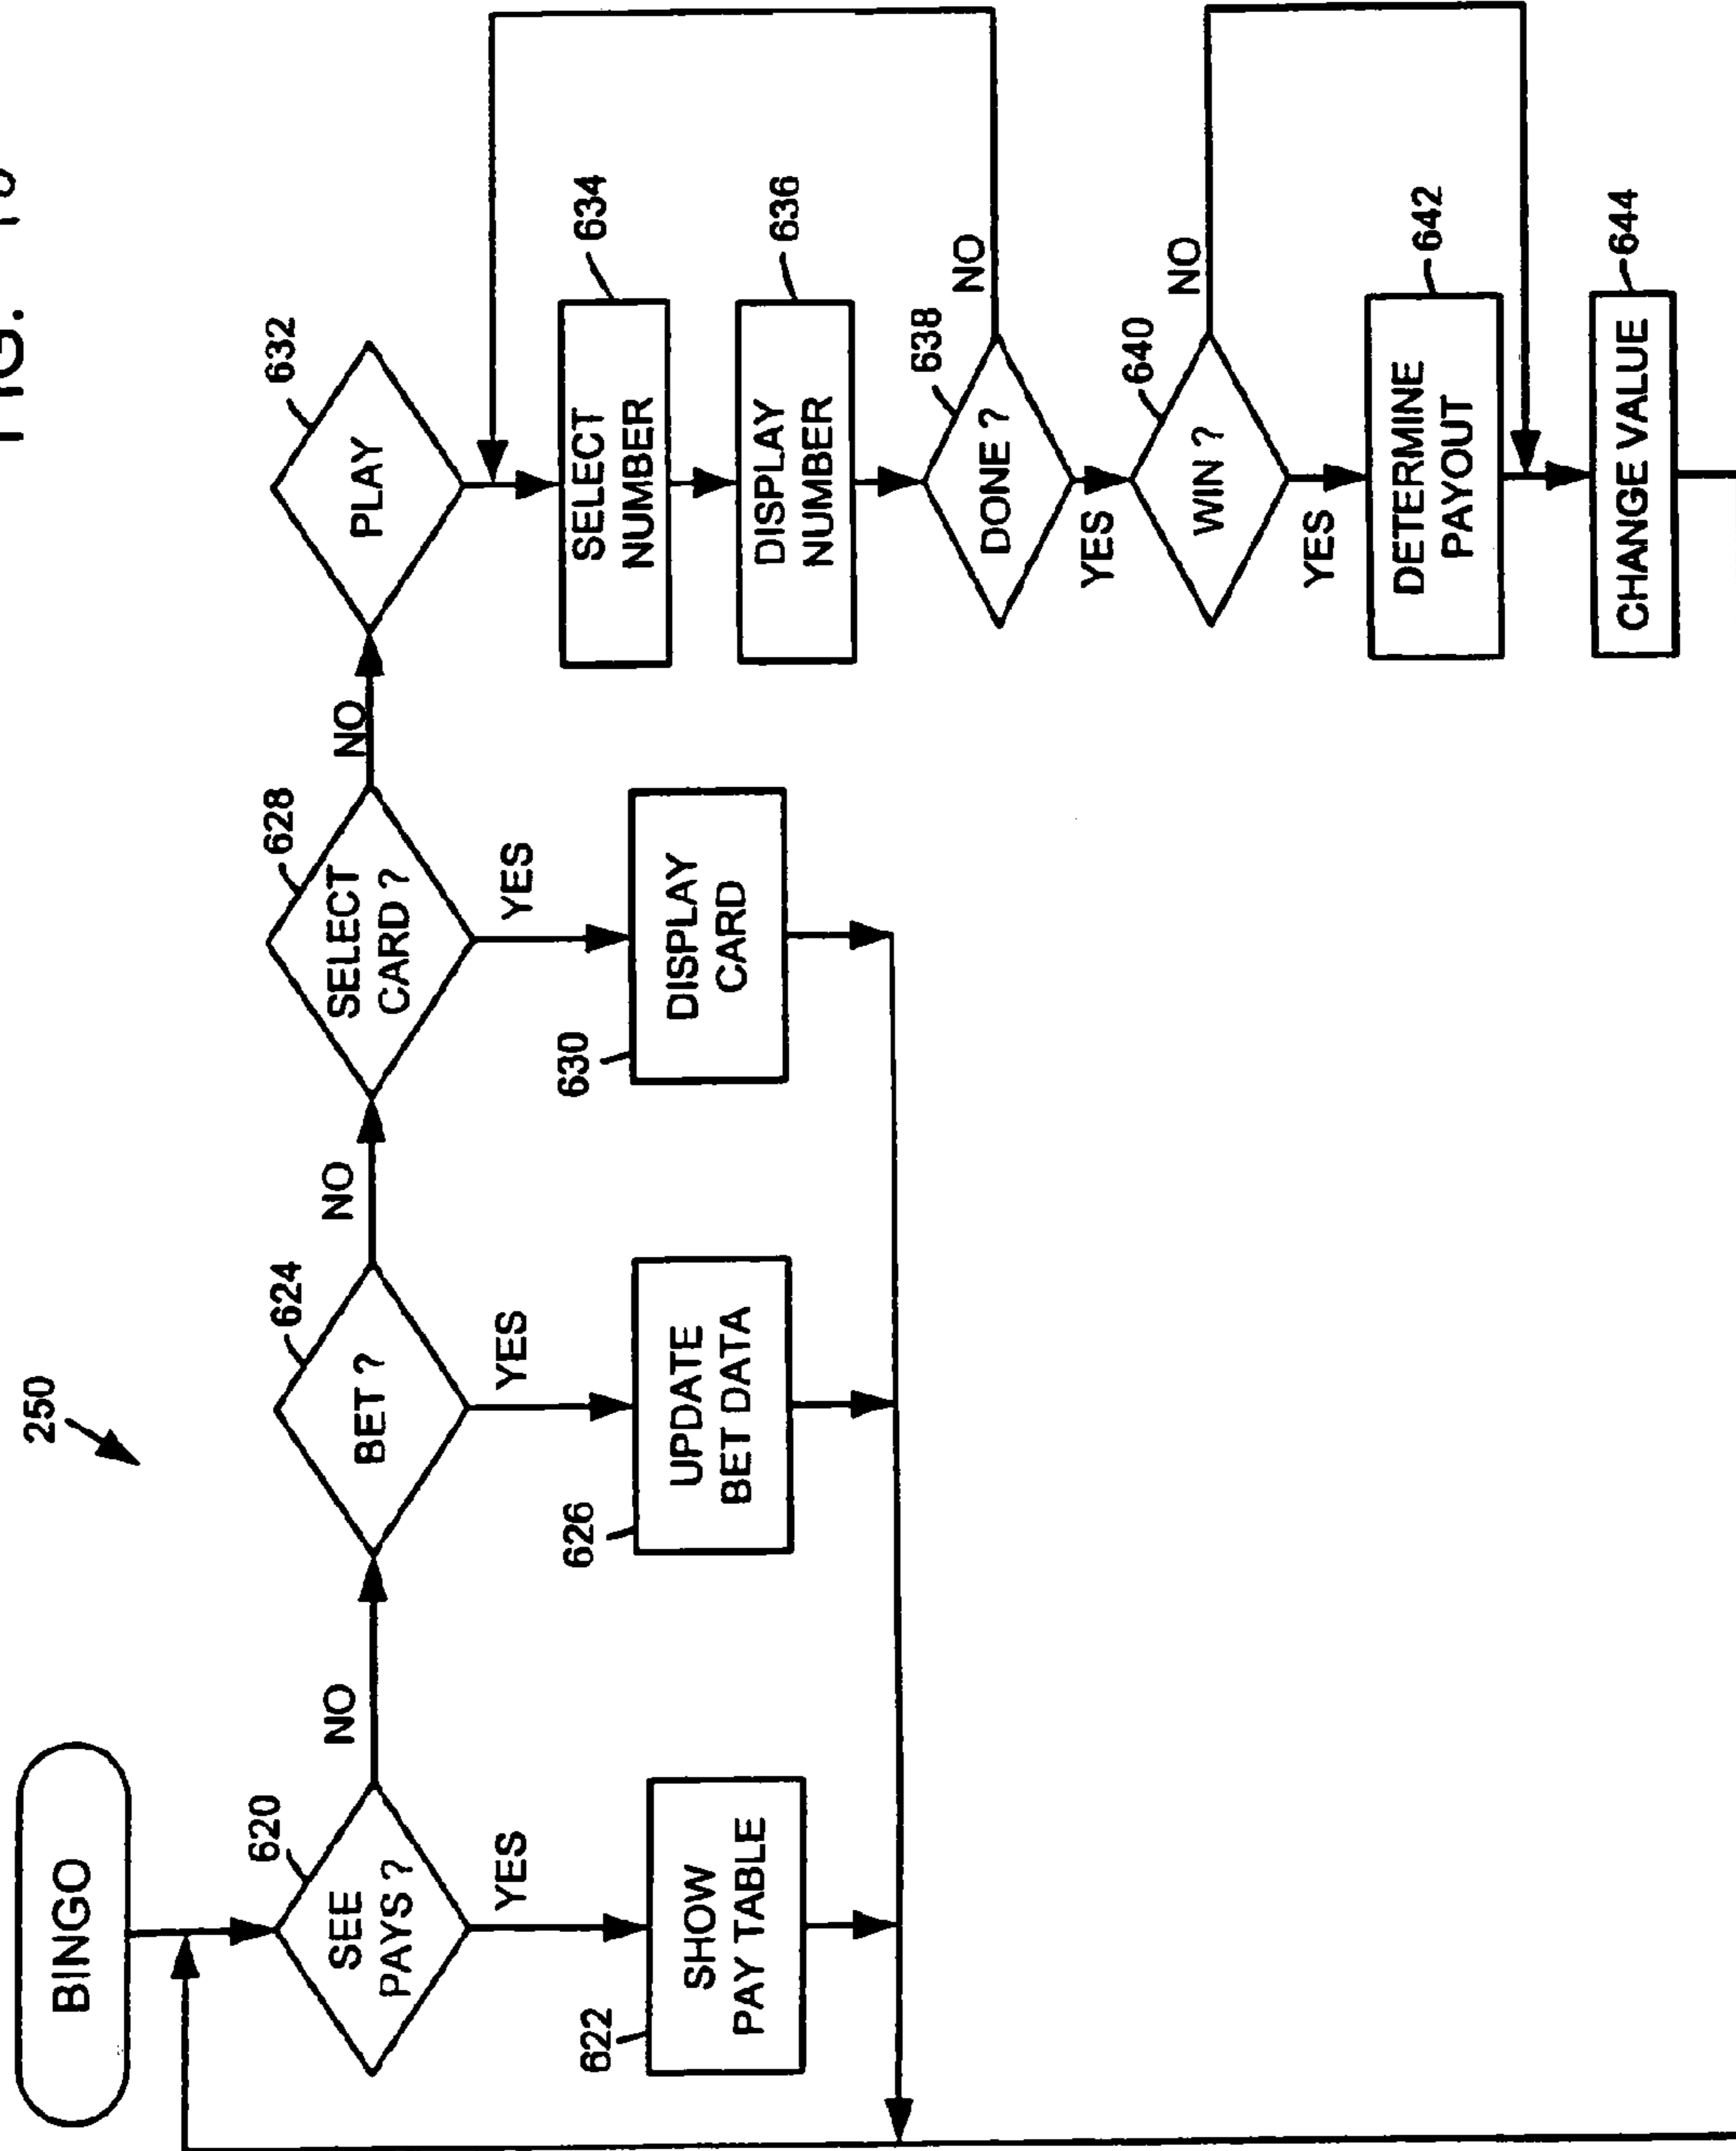 250
BINGO
620
SEE
PAYS ?
NO
YES
622
SHOW
PAY TABLE
624
BET ?
NO
YES
626
UPDATE
BET DATA
628
SELECT
CARD ?
NO
YES
630
DISPLAY
CARD
632
PLAY
634
SELECT
NUMBER
636
DISPLAY
NUMBER
638
DONE ?
NO
YES
640
WIN ?
NO
YES
642
DETERMINE
PAYOUT
644
CHANGE VALUE